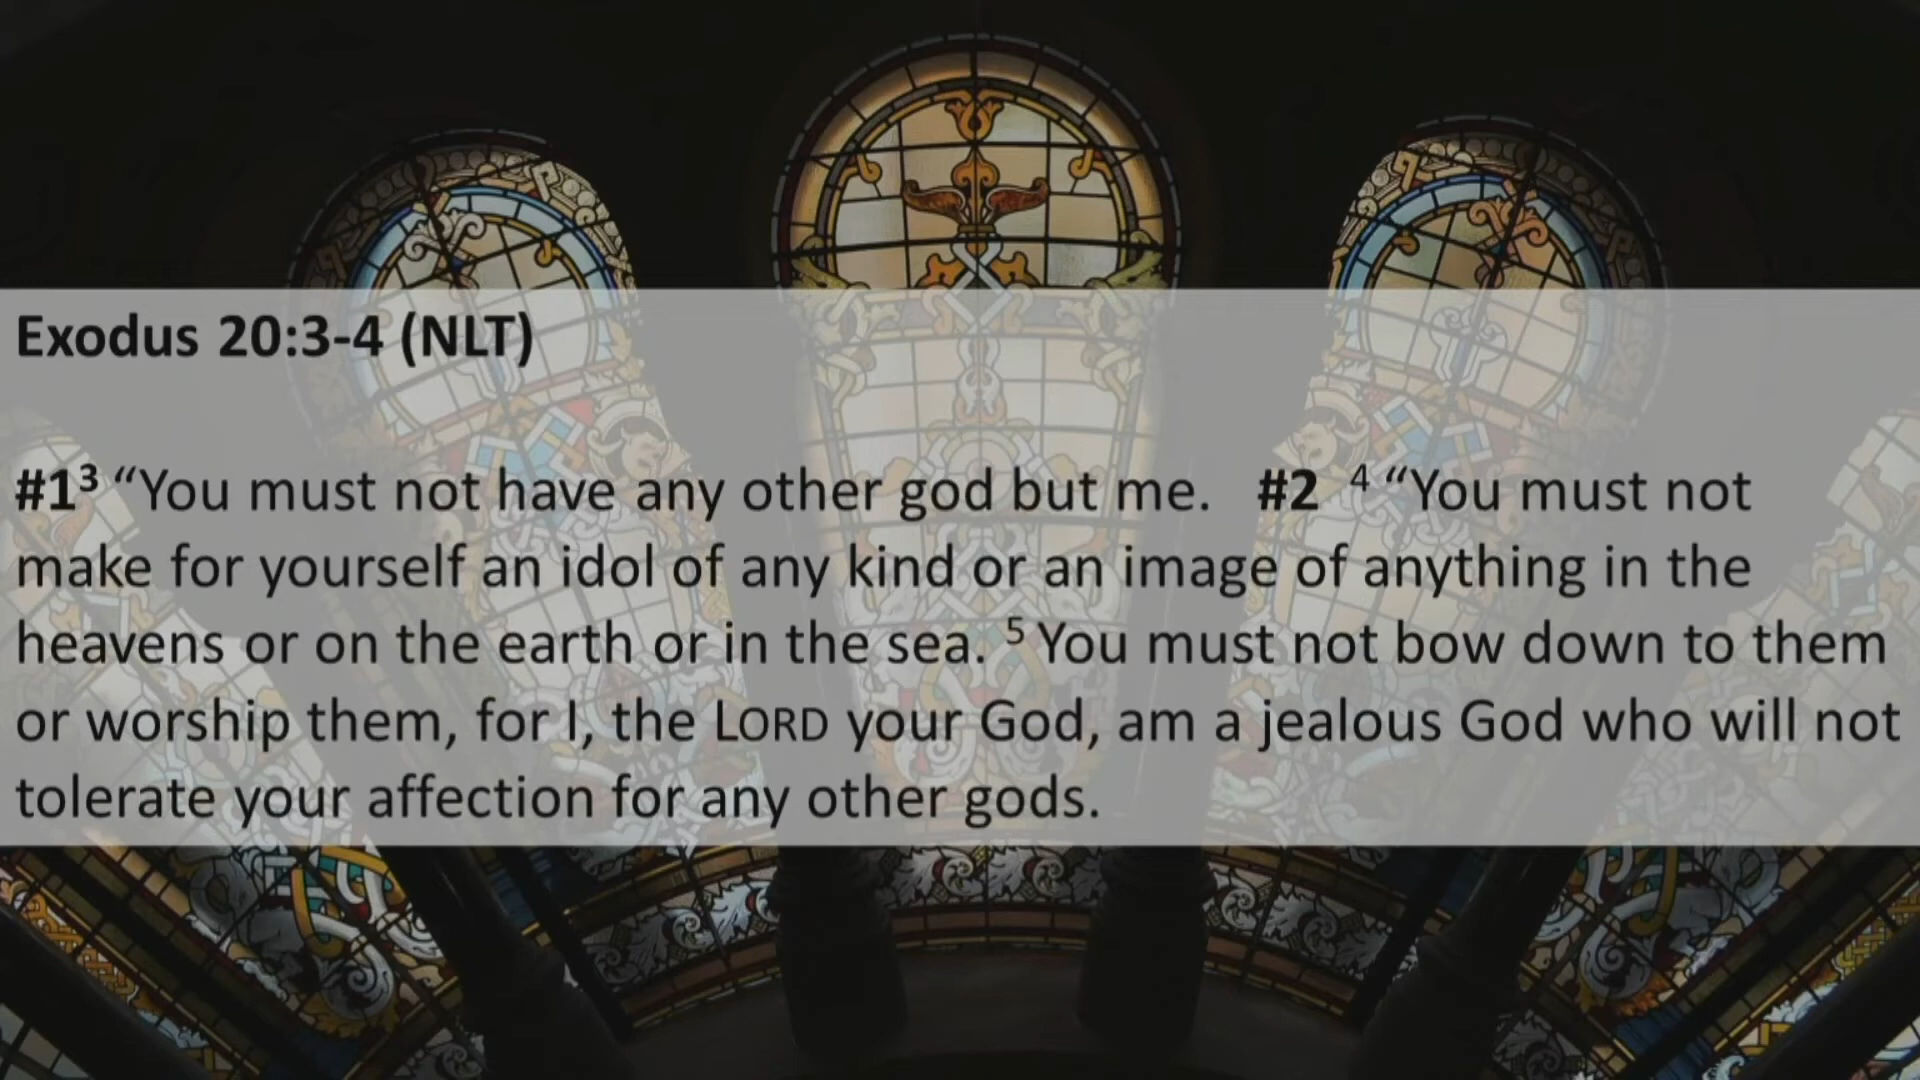 Exodus 20:3-4 (NLT)
#1³ “You must not have any other god but me. #2 ⁴ “You must not
make for yourself an idol of any kind or an image of anything in the
heavens or on the earth or in the sea. ⁵ You must not bow down to them
or worship them, for I, the LORD your God, am a jealous God who will not
tolerate your affection for any other gods.